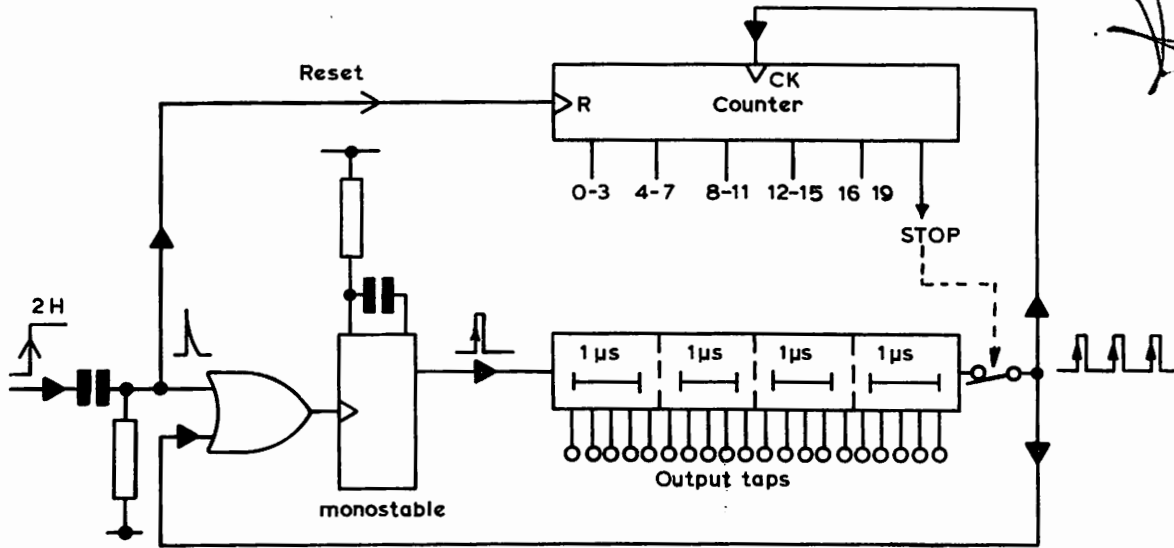 Reset
R
CK
Counter
0-3 4-7 8-11 12-15 16 19
STOP
2H
1µs 1µs 1µs 1µs
Output taps
monostable